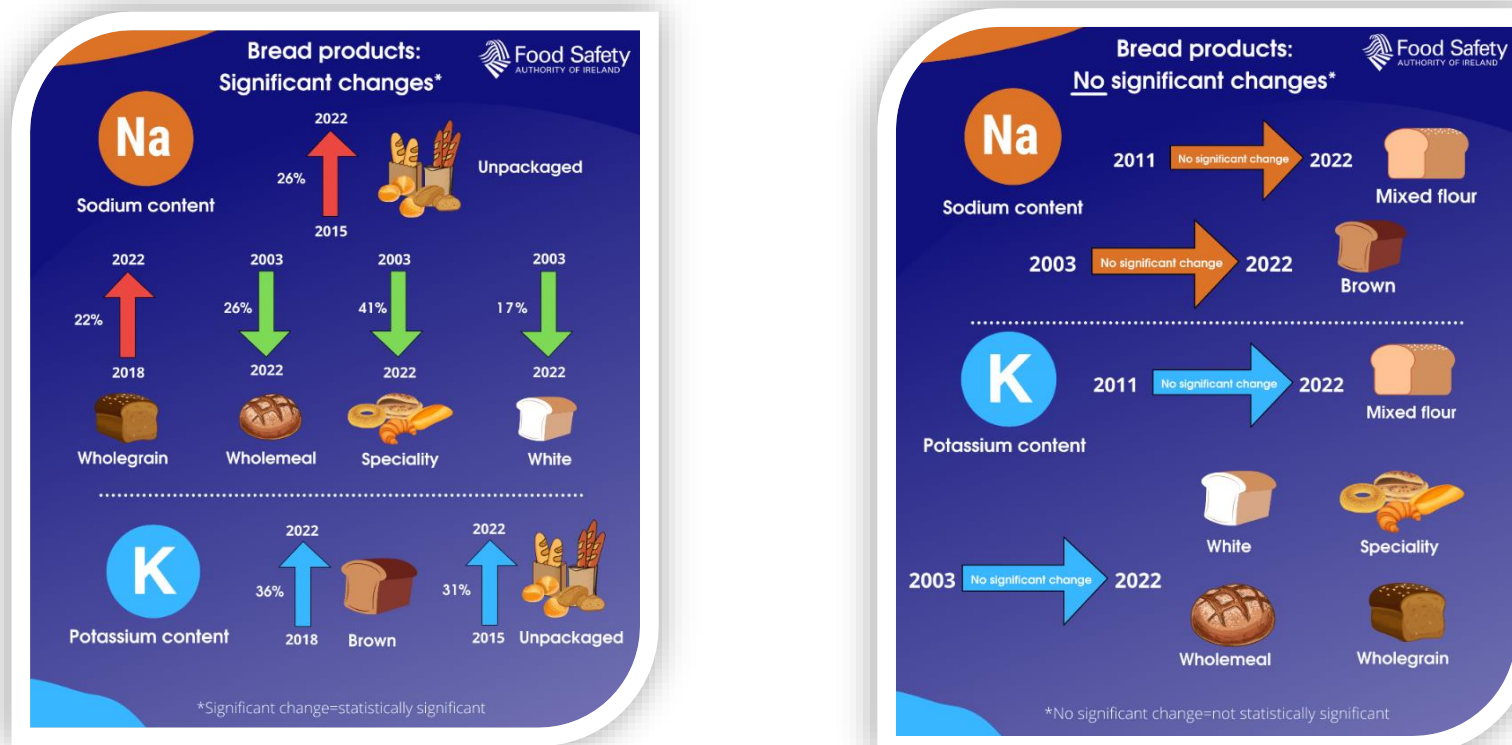 Bread products:
Significant changes*
Food Safety
AUTHORITY OF IRELAND
Na
Sodium content
2022
26%
2015
Unpackaged
2022
22%
2018
Wholegrain
2003
26%
2022
Wholemeal
2003
41%
2022
Speciality
2003
17%
2022
White
K
Potassium content
2022
36%
2018
Brown
2022
31%
2015
Unpackaged
*Significant change=statistically significant
Bread products:
No significant changes*
Food Safety
AUTHORITY OF IRELAND
Na
Sodium content
2011
No significant change
2022
Mixed flour
2003
No significant change
2022
Brown
K
Potassium content
2011
No significant change
2022
Mixed flour
2003
No significant change
2022
White
Speciality
Wholemeal
Wholegrain
*No significant change=not statistically significant